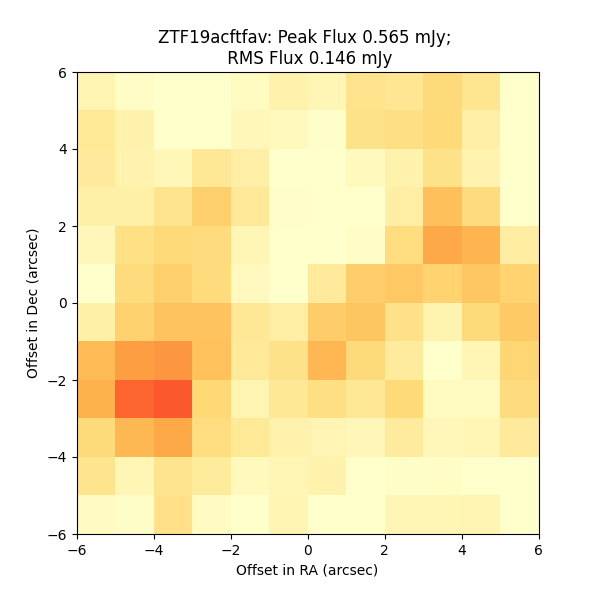 ZTF19acftfav: Peak Flux 0.565 mJy;
RMS Flux 0.146 mJy
6
4
2
0
−2
−4
−6
Offset in Dec (arcsec)
−6 −4 −2 0 2 4 6
Offset in RA (arcsec)